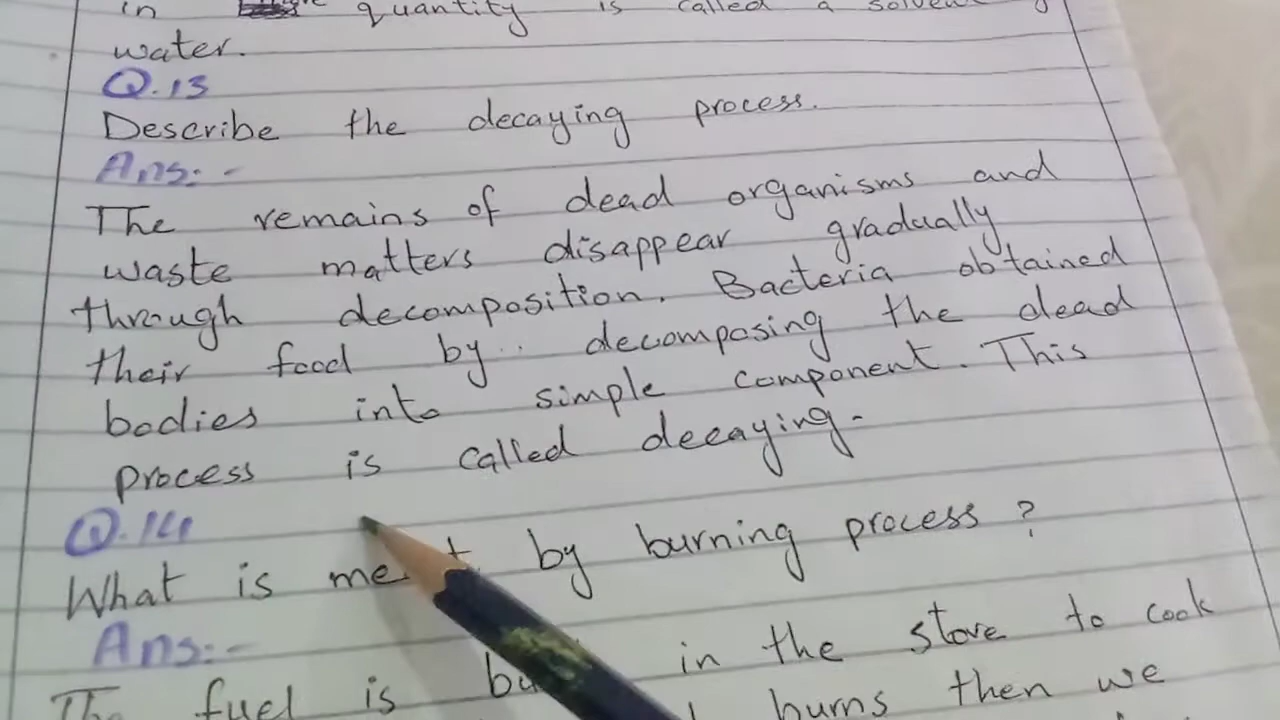 in quantity is called a solvent
water.
Q.13
Describe the decaying process.
Ans:-
The remains of dead organisms and
waste matters disappear gradually
through decomposition. Bacteria obtained
their food by decomposing the dead
bodies into simple component. This
process is called decaying.
Q.14
What is by burning process ?
Ans:-
The fuel is in the stove to cook
burns then we